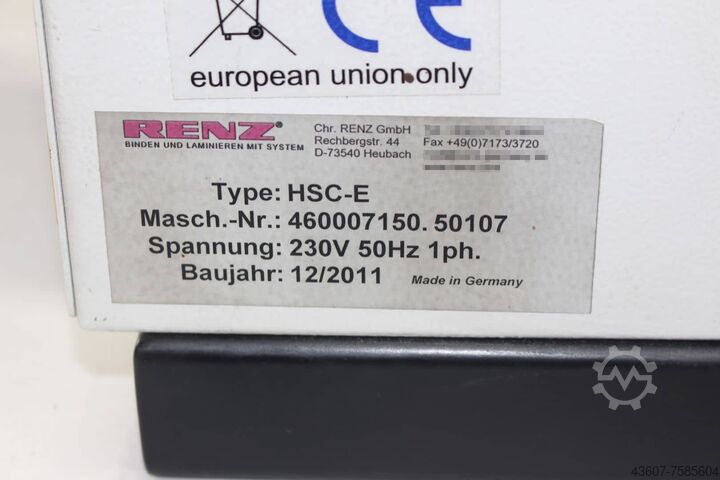 CE
european union only
RENZ®
BINDEN UND LAMINIEREN MIT SYSTEM
Chr. RENZ GmbH
Rechbergstr. 44
D-73540 Heubach
Fax +49(0)7173/3720
Type: HSC-E
Masch.-Nr.: 460007150. 50107
Spannung: 230V 50Hz 1ph.
Baujahr: 12/2011
Made in Germany
43607-7585604